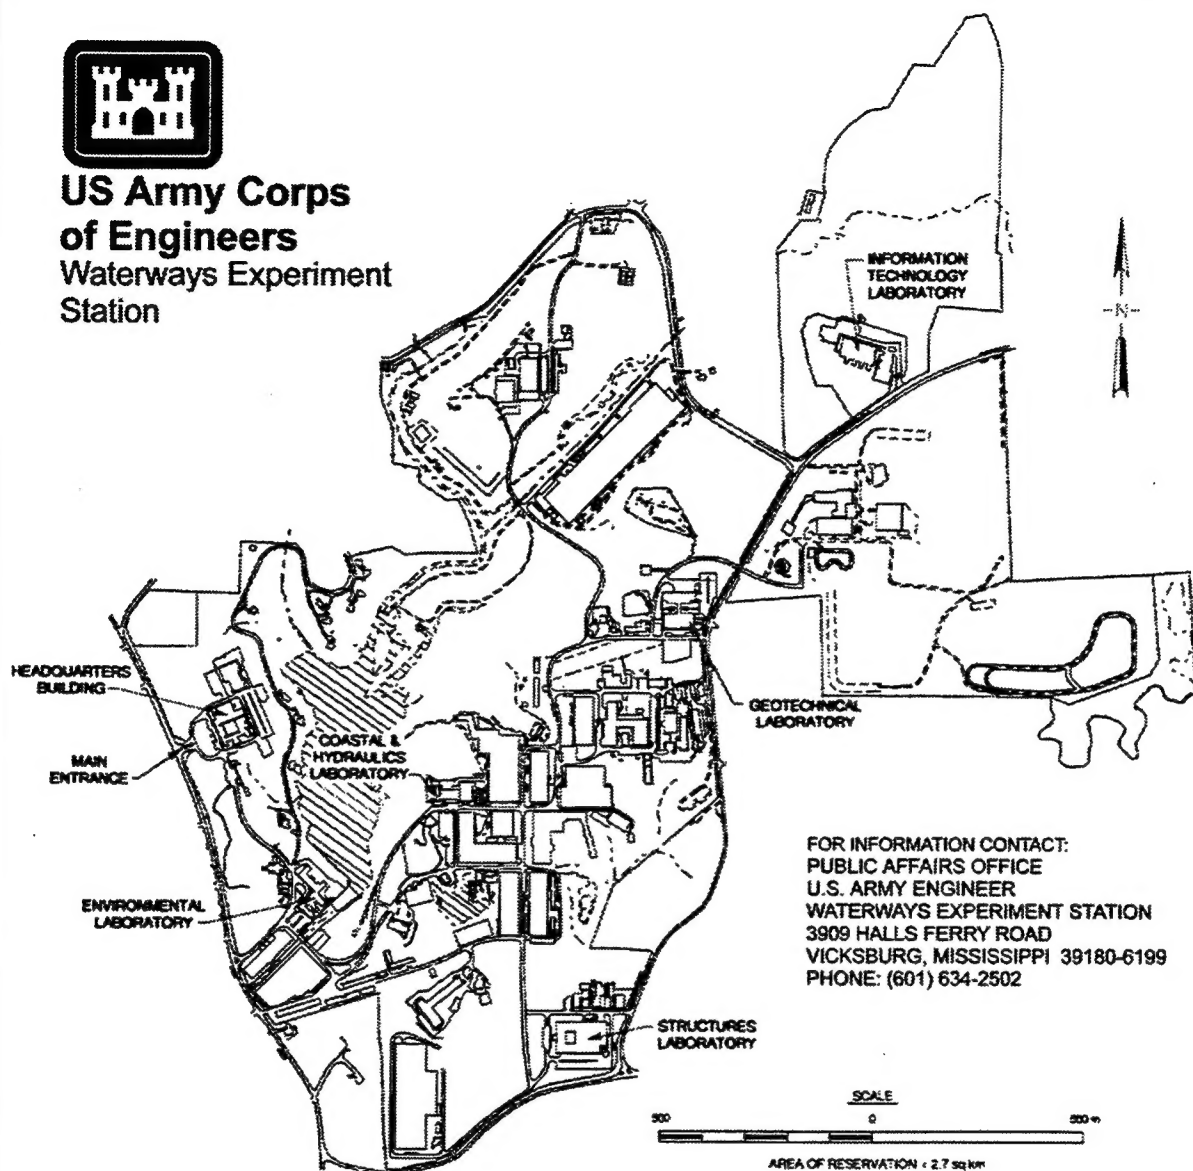 US Army Corps
of Engineers
Waterways Experiment
Station
INFORMATION
TECHNOLOGY
LABORATORY
-N-
HEADQUARTERS
BUILDING
MAIN
ENTRANCE
COASTAL &
HYDRAULICS
LABORATORY
GEOTECHNICAL
LABORATORY
ENVIRONMENTAL
LABORATORY
FOR INFORMATION CONTACT:
PUBLIC AFFAIRS OFFICE
U.S. ARMY ENGINEER
WATERWAYS EXPERIMENT STATION
3909 HALLS FERRY ROAD
VICKSBURG, MISSISSIPPI 39180-6199
PHONE: (601) 634-2502
STRUCTURES
LABORATORY
SCALE
500 0 500 m
AREA OF RESERVATION = 2.7 sq km